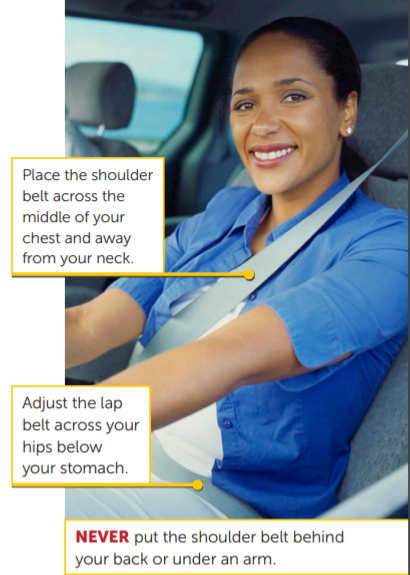 Place the shoulder
belt across the
middle of your
chest and away
from your neck.
Adjust the lap
belt across your
hips below
your stomach.
NEVER put the shoulder belt behind
your back or under an arm.